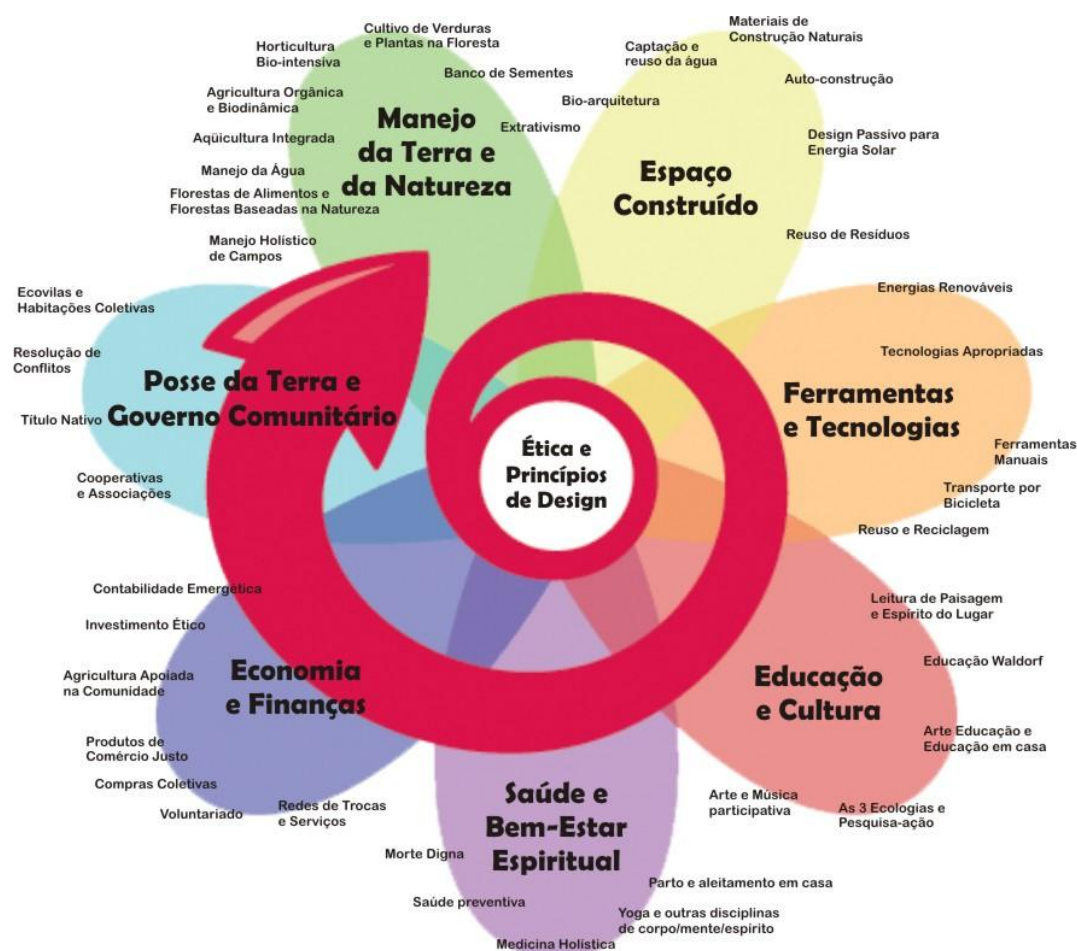 Cultivo de Verduras
e Plantas na Floresta
Horticultura
Bio-intensiva
Banco de Sementes
Agricultura Orgânica
e Biodinâmica
Extrativismo
Aqüicultura Integrada
Manejo da Água
Florestas de Alimentos e
Florestas Baseadas na Natureza
Manejo Holístico
de Campos
Manejo
da Terra e
da Natureza
Materiais de
Construção Naturais
Captação e
reuso da água
Auto-construção
Bio-arquitetura
Design Passivo para
Energia Solar
Reuso de Resíduos
Espaço
Construído
Energias Renováveis
Tecnologias Apropriadas
Ferramentas
e Tecnologias
Ferramentas
Manuais
Transporte por
Bicicleta
Reuso e Reciclagem
Ecovilas e
Habitações Coletivas
Resolução de
Conflitos
Título Nativo
Cooperativas
e Associações
Posse da Terra e
Governo Comunitário
Ética e
Princípios
de Design
Leitura de Paisagem
e Espirito do Lugar
Educação Waldorf
Arte Educação e
Educação em casa
As 3 Ecologias e
Pesquisa-ação
Arte e Música
participativa
Educação
e Cultura
Contabilidade Emergética
Investimento Ético
Agricultura Apoiada
na Comunidade
Produtos de
Comércio Justo
Compras Coletivas
Voluntariado
Redes de Trocas
e Serviços
Economia
e Finanças
Saúde e
Bem-Estar
Espiritual
Morte Digna
Saúde preventiva
Medicina Holística
Parto e aleitamento em casa
Yoga e outras disciplinas
de corpo/mente/espírito